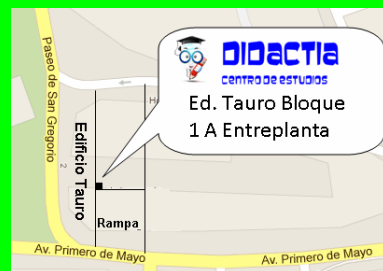 DIDACTIA
CENTRO DE ESTUDIOS
Ed. Tauro Bloque
1 A Entreplanta
Paseo de San Gregorio
Edificio Tauro
2
Rampa
Av. Primero de Mayo
Av. Primero de Mayo